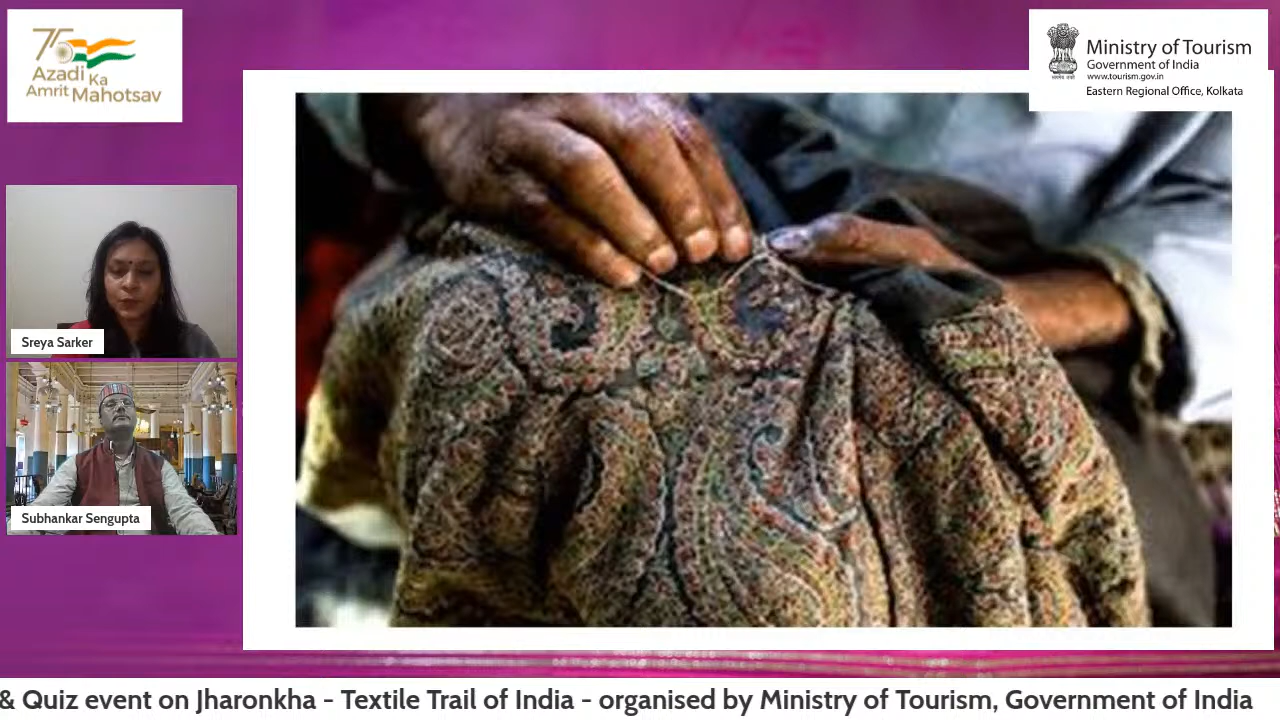 75
Azadi Ka
Amrit Mahotsav
Ministry of Tourism
Government of India
www.tourism.gov.in
Eastern Regional Office, Kolkata
Sreya Sarker
Subhankar Sengupta
& Quiz event on Jharonkha - Textile Trail of India - organised by Ministry of Tourism, Government of India